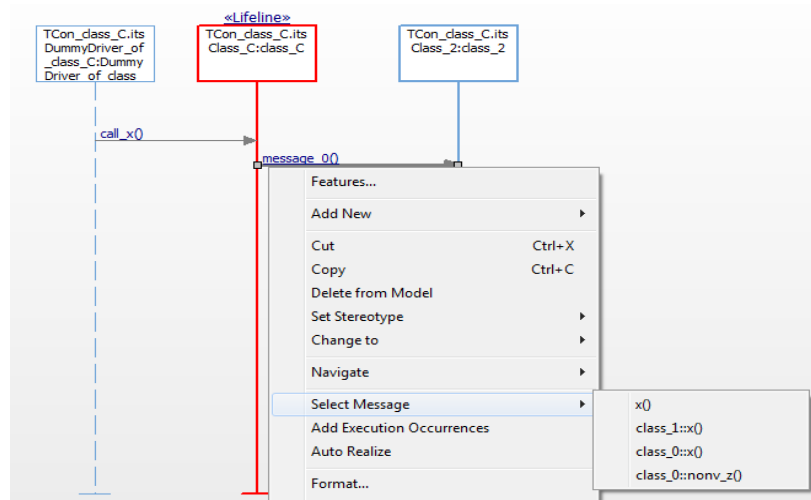 «Lifeline»
TCon_class_C.its
DummyDriver_of
_class_C:Dummy
Driver_of_class
TCon_class_C.its
Class_C:class_C
TCon_class_C.its
Class_2:class_2
call_x()
message_0()
Features...
Add New
Cut Ctrl+X
Copy Ctrl+C
Delete from Model
Set Stereotype
Change to
Navigate
Select Message
Add Execution Occurrences
Auto Realize
Format...
x()
class_1::x()
class_0::x()
class_0::nonv_z()